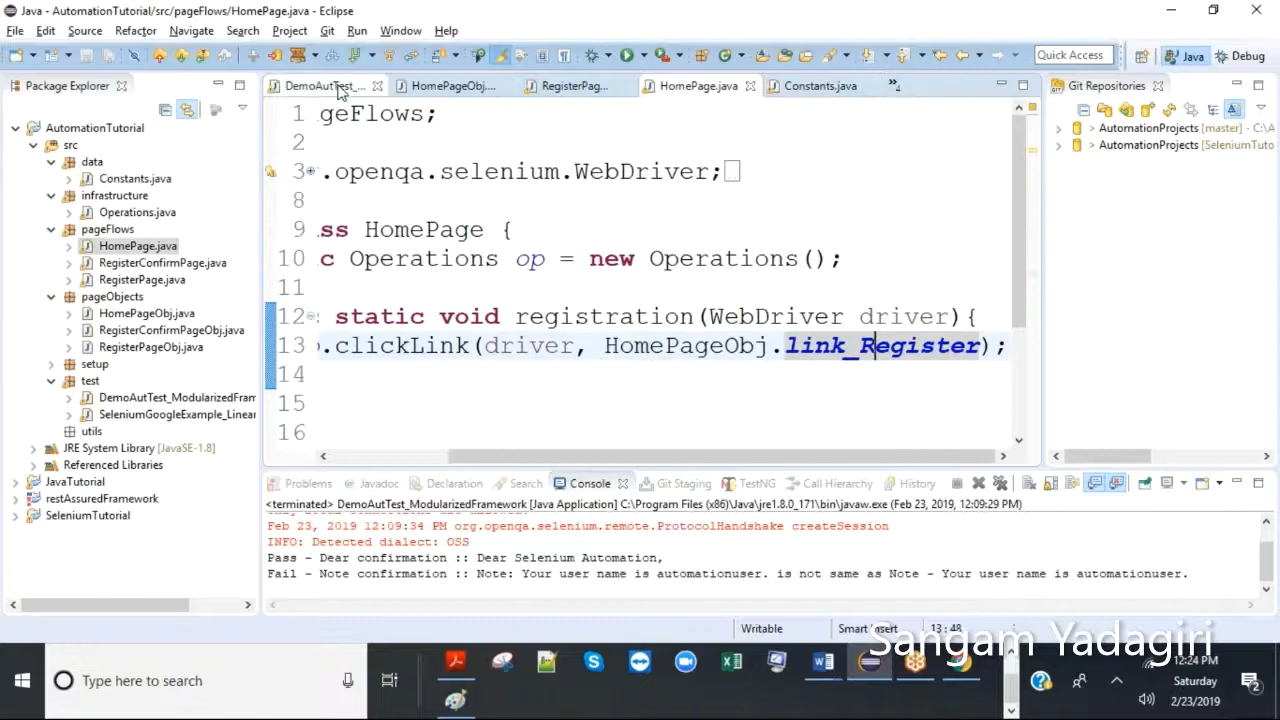 Java - AutomationTutorial/src/pageFlows/HomePage.java - Eclipse
File Edit Source Refactor Navigate Search Project Git Run Window Help
Quick Access
Java
Debug
Package Explorer
AutomationTutorial
src
data
Constants.java
infrastructure
Operations.java
pageFlows
HomePage.java
RegisterConfirmPage.java
RegisterPage.java
pageObjects
HomePageObj.java
RegisterConfirmPageObj.java
RegisterPageObj.java
setup
test
DemoAutTest_ModularizedFram
SeleniumGoogleExample_Linear
utils
JRE System Library [JavaSE-1.8]
Referenced Libraries
JavaTutorial
restAssuredFramework
SeleniumTutorial
DemoAutTest_... HomePageObj.... RegisterPag... HomePage.java Constants.java
1 geFlows;
2
3 .openqa.selenium.WebDriver;
8
9 ss HomePage {
10 c Operations op = new Operations();
11
12 static void registration(WebDriver driver){
13 .clickLink(driver, HomePageObj.link_Register);
14
15
16
Git Repositories
> AutomationProjects [master] - C:\A
> AutomationProjects [SeleniumTuto
Problems Javadoc Declaration Search Console Git Staging TestNG Call Hierarchy History
<terminated> DemoAutTest_ModularizedFramework [Java Application] C:\Program Files (x86)\Java\jre1.8.0_171\bin\javaw.exe (Feb 23, 2019 12:09:29 PM)
Feb 23, 2019 12:09:34 PM org.openqa.selenium.remote.ProtocolHandshake createSession
INFO: Detected dialect: OSS
Pass - Dear confirmation :: Dear Selenium Automation,
Fail - Note confirmation :: Note: Your user name is automationuser. is not same as Note - Your user name is automationuser.
Writable
Smart Insert
13 : 48
Sangam Yadagiri
Type here to search
12:24 PM
Saturday
2/23/2019
2